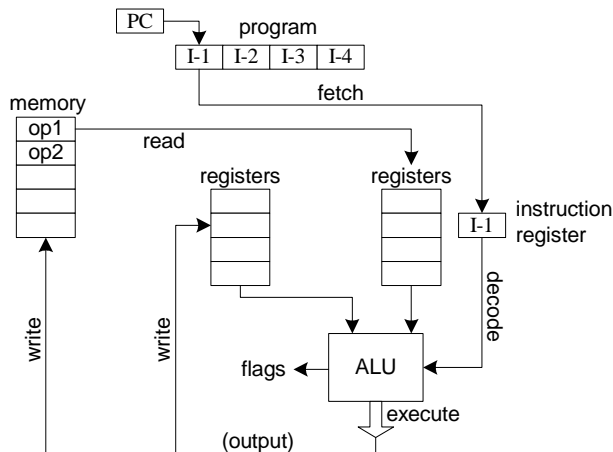 PC
program
I-1 I-2 I-3 I-4
fetch
memory
op1
op2
read
registers
registers
I-1
instruction
register
decode
write
write
flags
ALU
execute
(output)